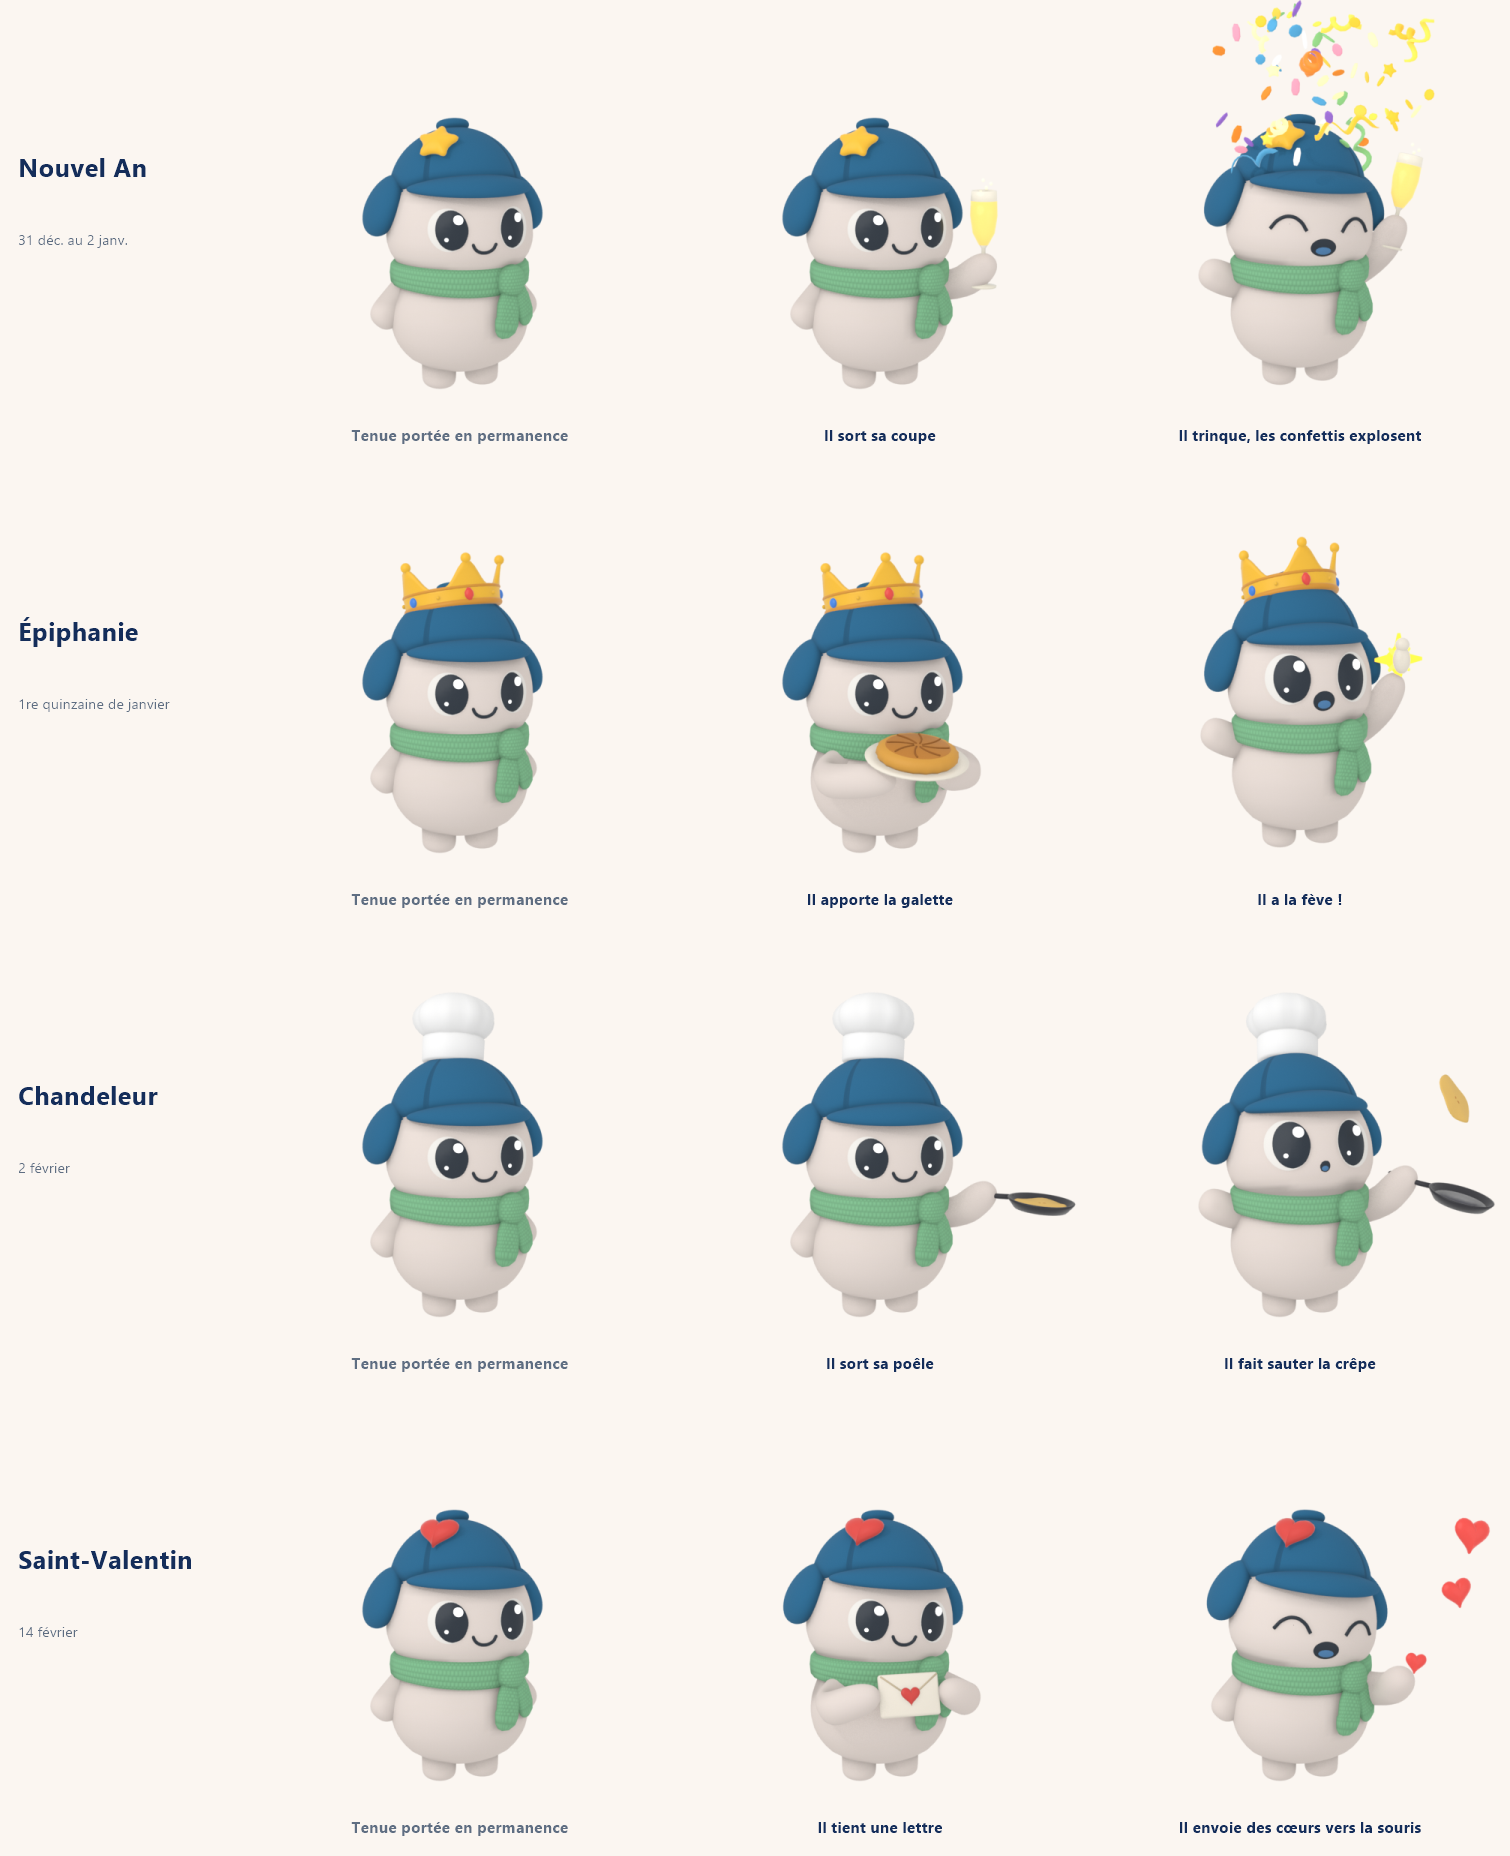 Nouvel An
31 déc. au 2 janv.
Tenue portée en permanence
Il sort sa coupe
Il trinque, les confettis explosent
Épiphanie
1re quinzaine de janvier
Tenue portée en permanence
Il apporte la galette
Il a la fève !
Chandeleur
2 février
Tenue portée en permanence
Il sort sa poêle
Il fait sauter la crêpe
Saint-Valentin
14 février
Tenue portée en permanence
Il tient une lettre
Il envoie des cœurs vers la souris